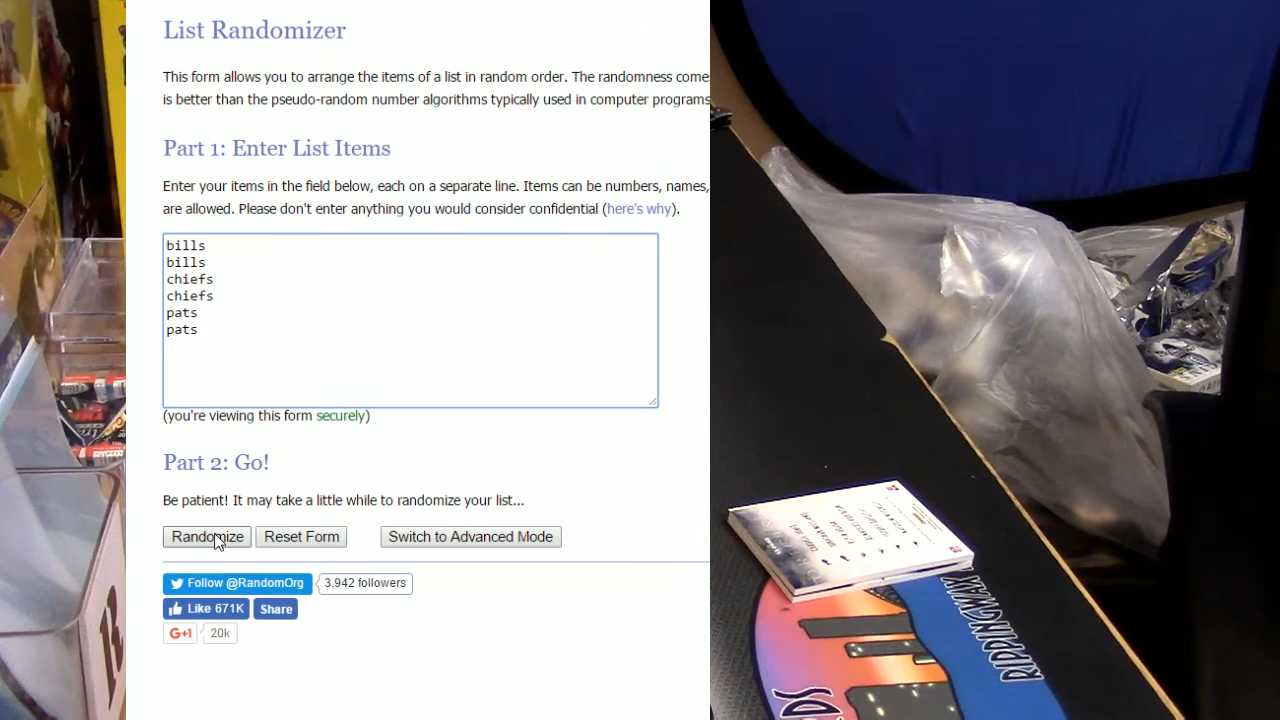 List Randomizer
This form allows you to arrange the items of a list in random order. The randomness come
is better than the pseudo-random number algorithms typically used in computer programs
Part 1: Enter List Items
Enter your items in the field below, each on a separate line. Items can be numbers, names,
are allowed. Please don't enter anything you would consider confidential (here's why).
bills
bills
chiefs
chiefs
pats
pats
(you're viewing this form securely)
Part 2: Go!
Be patient! It may take a little while to randomize your list...
Randomize Reset Form Switch to Advanced Mode
Follow @RandomOrg 3,942 followers
Like 671K Share
G+1 20k
RIPPINGWAX